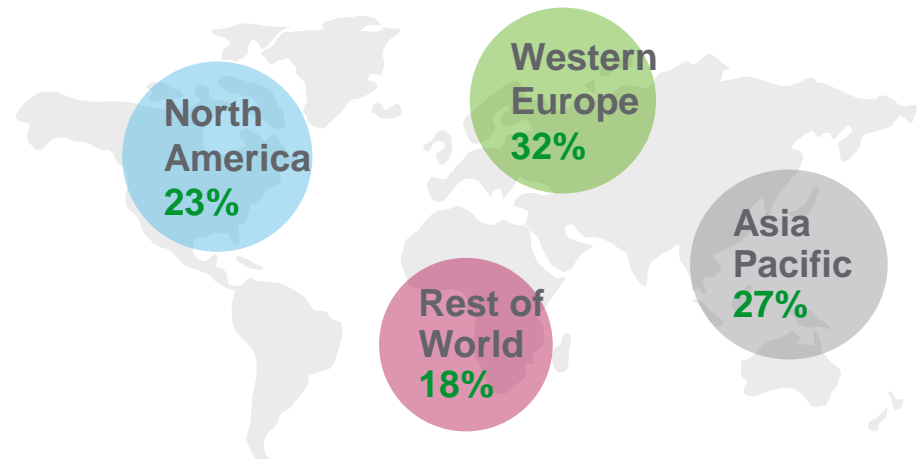 North
America
23%
Western
Europe
32%
Asia
Pacific
27%
Rest of
World
18%